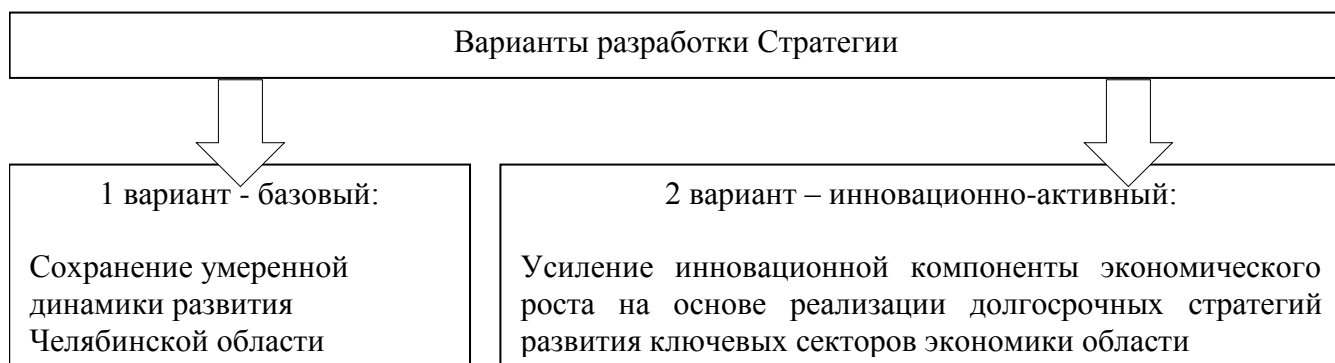 Варианты разработки Стратегии
1 вариант - базовый:
Сохранение умеренной
динамики развития
Челябинской области
2 вариант – инновационно-активный:
Усиление инновационной компоненты экономического
роста на основе реализации долгосрочных стратегий
развития ключевых секторов экономики области